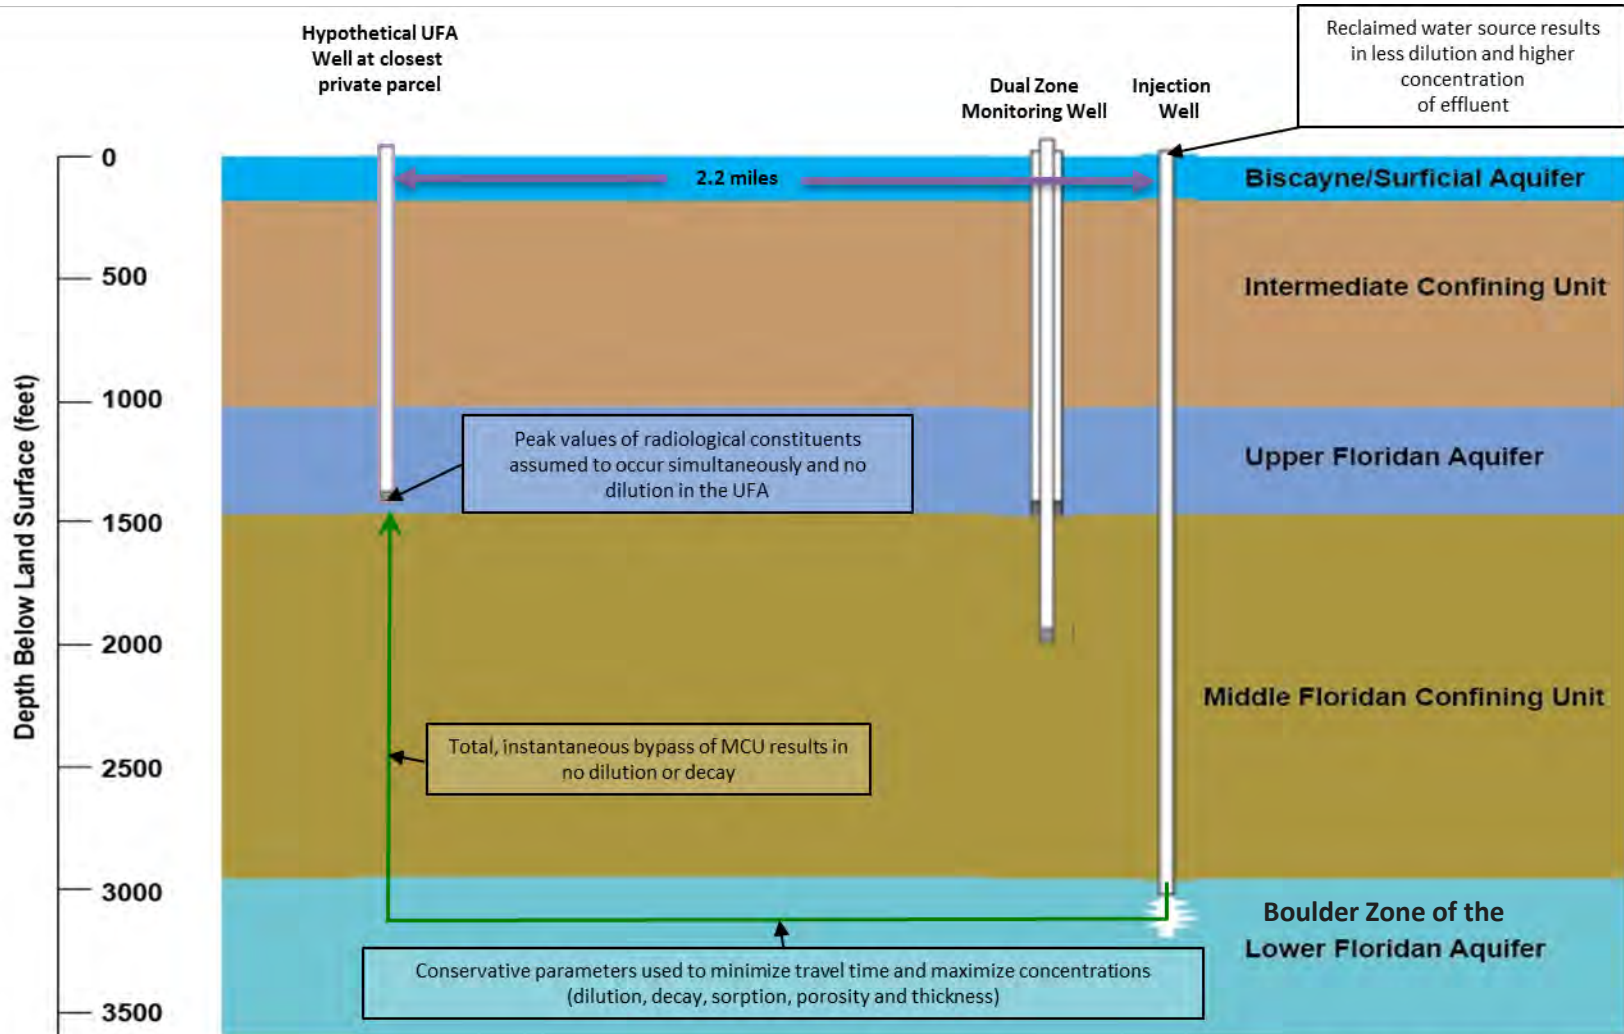 Hypothetical UFA
Well at closest
private parcel
Dual Zone
Monitoring Well
Injection
Well
Reclaimed water source results
in less dilution and higher
concentration
of effluent
Depth Below Land Surface (feet)
0
500
1000
1500
2000
2500
3000
3500
2.2 miles
Biscayne/Surficial Aquifer
Intermediate Confining Unit
Peak values of radiological constituents
assumed to occur simultaneously and no
dilution in the UFA
Upper Floridan Aquifer
Middle Floridan Confining Unit
Total, instantaneous bypass of MCU results in
no dilution or decay
Boulder Zone of the
Lower Floridan Aquifer
Conservative parameters used to minimize travel time and maximize concentrations
(dilution, decay, sorption, porosity and thickness)